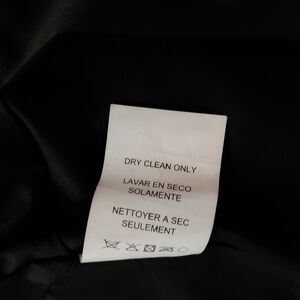 DRY CLEAN ONLY
LAVAR EN SECO
SOLAMENTE
NETTOYER A SEC
SEULEMENT